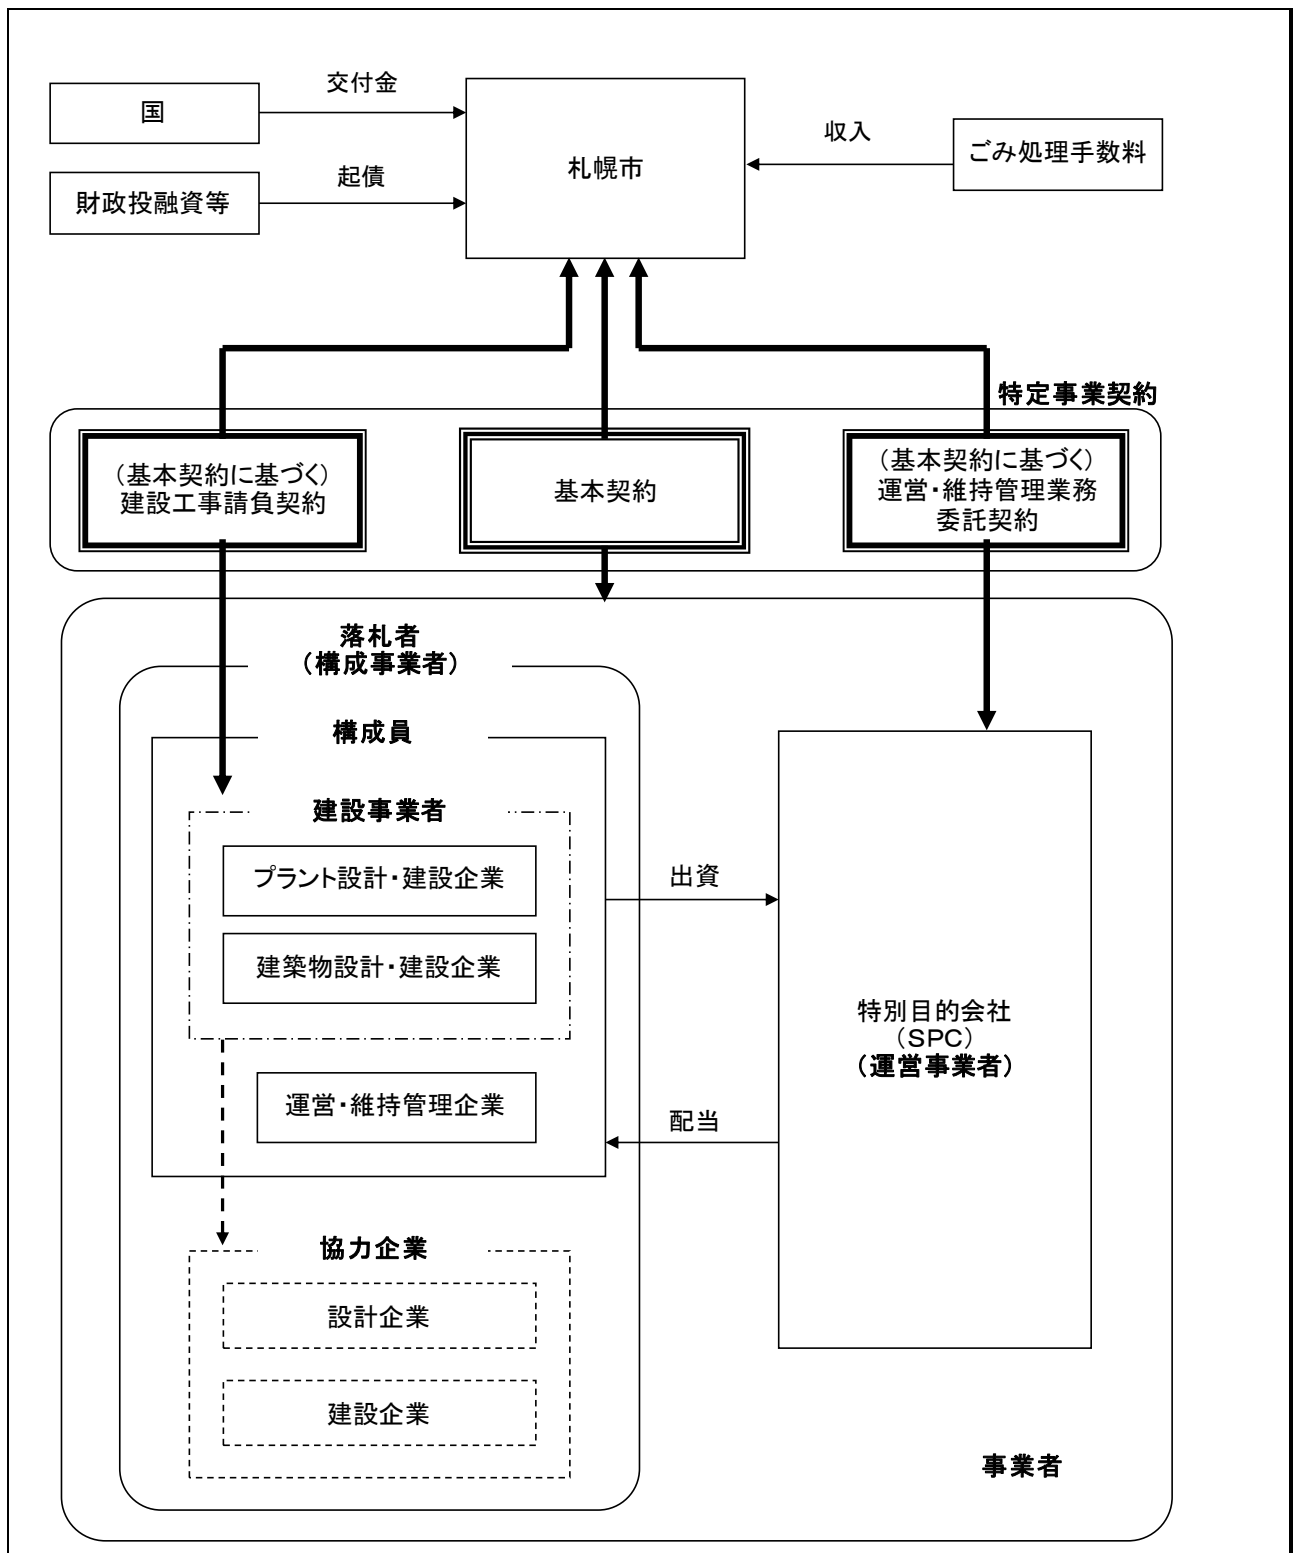 交付金
国
札幌市
収入
ごみ処理手数料
起債
財政投融資等
特定事業契約
（基本契約に基づく）
建設工事請負契約
基本契約
（基本契約に基づく）
運営・維持管理業務
委託契約
落札者
（構成事業者）
構成員
建設事業者
プラント設計・建設企業
建築物設計・建設企業
運営・維持管理企業
出資
配当
特別目的会社
（SPC）
（運営事業者）
協力企業
設計企業
建設企業
事業者